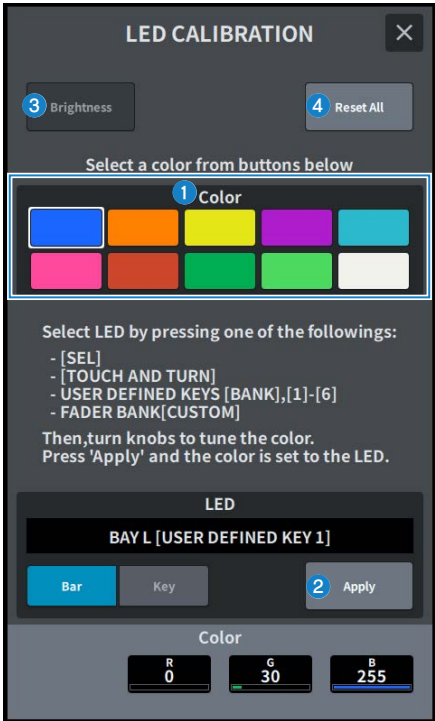 LED CALIBRATION
3 Brightness
4 Reset All
Select a color from buttons below
1 Color
Select LED by pressing one of the followings:
- [SEL]
- [TOUCH AND TURN]
- USER DEFINED KEYS [BANK],[1]-[6]
- FADER BANK[CUSTOM]
Then,turn knobs to tune the color.
Press 'Apply' and the color is set to the LED.
LED
BAY L [USER DEFINED KEY 1]
Bar Key 2 Apply
Color
R G B
0 30 255